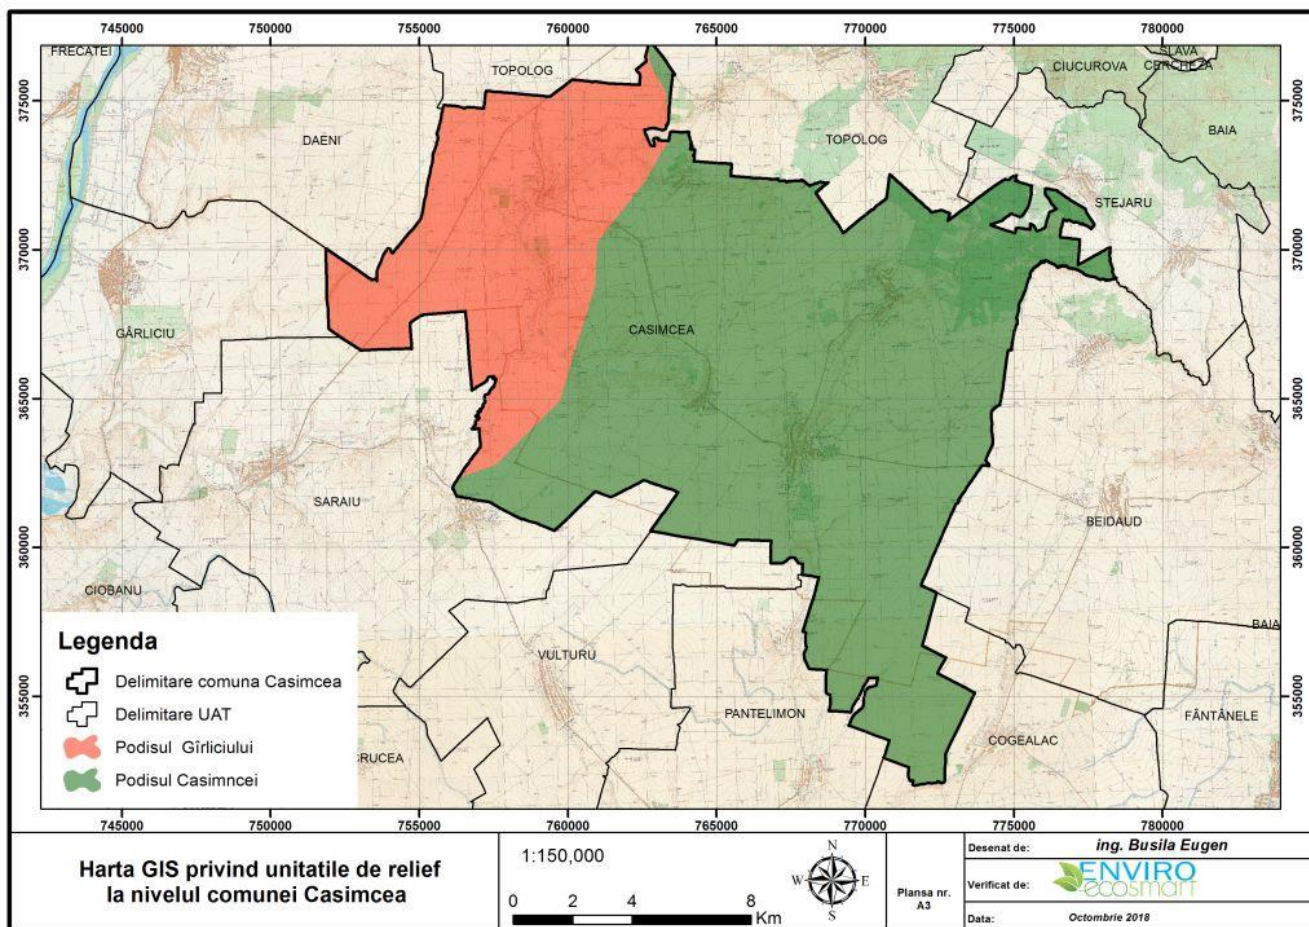 745000 750000 755000 760000 765000 770000 775000 780000
FRECATEI
TOPOLOG
CIUCUROVA
SLAVA
CERCHEZA
375000
375000
DAENI
TOPOLOG
BAIA
STEJARU
370000
370000
GÂRLICIU
CASIMCEA
365000
365000
SARAIU
BEIDAUD
360000
360000
CIOBANU
BAIA
VULTURU
355000
355000
PANTELIMON
FÂNTÂNELE
COGEALAC
CRUCEA
Legenda
Delimitare comuna Casimcea
Delimitare UAT
Podisul Gîrliciului
Podisul Casimncei
745000 750000 755000 760000 765000 770000 775000 780000
Harta GIS privind unitatile de relief
la nivelul comunei Casimcea
1:150,000
0 2 4 8
Km
N
W E
S
Plansa nr.
A3
Desenat de: ing. Busila Eugen
Verificat de: ENVIRO
ecosmart
Data: Octombrie 2018